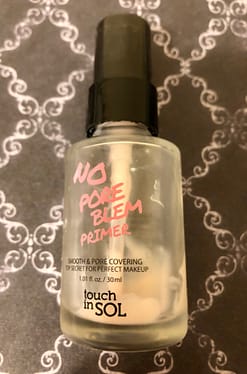 NO
PORE
BLEM
PRIMER
SMOOTH & PORE COVERING
TOP SECRET FOR PERFECT MAKEUP
1.01 fl. oz. / 30ml
touch
in SOL